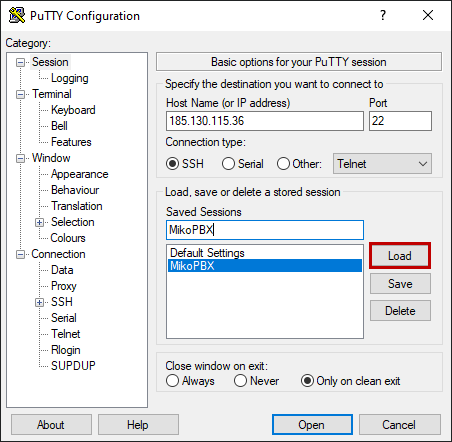 PuTTY Configuration
?
Category:
Session
Logging
Terminal
Keyboard
Bell
Features
Window
Appearance
Behaviour
Translation
Selection
Colours
Connection
Data
Proxy
SSH
Serial
Telnet
Rlogin
SUPDUP
Basic options for your PuTTY session
Specify the destination you want to connect to
Host Name (or IP address) Port
185.130.115.36 22
Connection type:
SSH Serial Other: Telnet
Load, save or delete a stored session
Saved Sessions
MikoPBX
Default Settings
MikoPBX
Load
Save
Delete
Close window on exit:
Always Never Only on clean exit
About Help Open Cancel